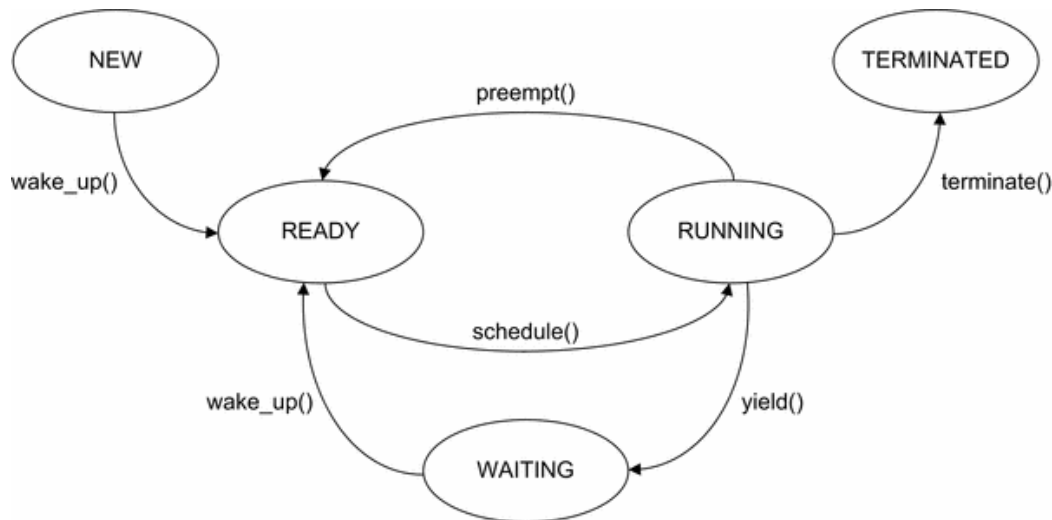 NEW
TERMINATED
preempt()
wake_up()
terminate()
READY
RUNNING
schedule()
wake_up()
yield()
WAITING